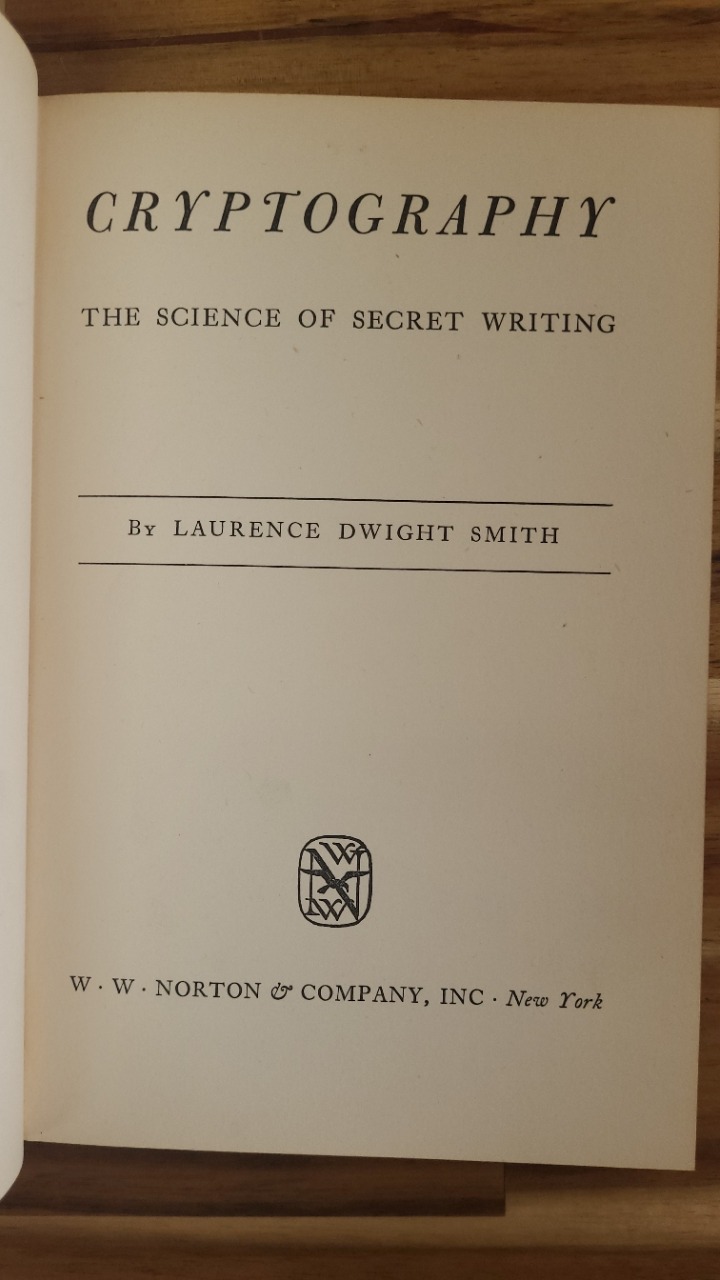 CRYPTOGRAPHY
THE SCIENCE OF SECRET WRITING
By LAURENCE DWIGHT SMITH
W W
N
W · W · NORTON & COMPANY, INC · New York